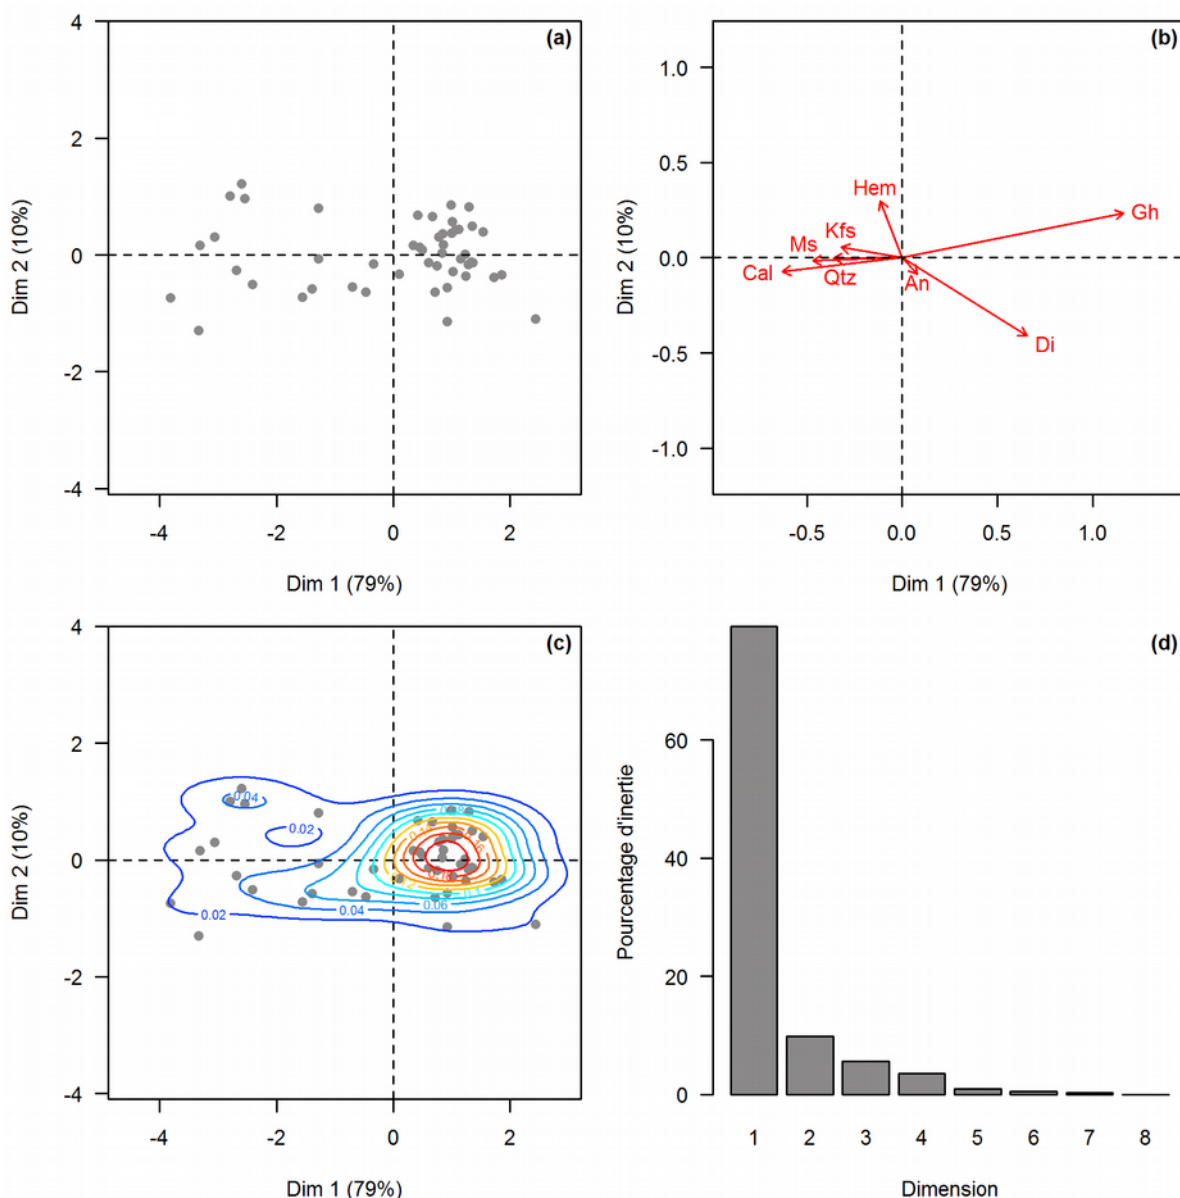 (a)
4
2
0
-2
-4
Dim 2 (10%)
-4 -2 0 2
Dim 1 (79%)
(b)
1.0
0.5
0.0
-0.5
-1.0
Dim 2 (10%)
Hem
Gh
Kfs
Ms
Cal
Qtz
An
Di
-0.5 0.0 0.5 1.0
Dim 1 (79%)
(c)
4
2
0
-2
-4
Dim 2 (10%)
0.04
0.02
0.02
0.04
0.06
-4 -2 0 2
Dim 1 (79%)
(d)
60
40
20
0
Pourcentage d'inertie
1 2 3 4 5 6 7 8
Dimension